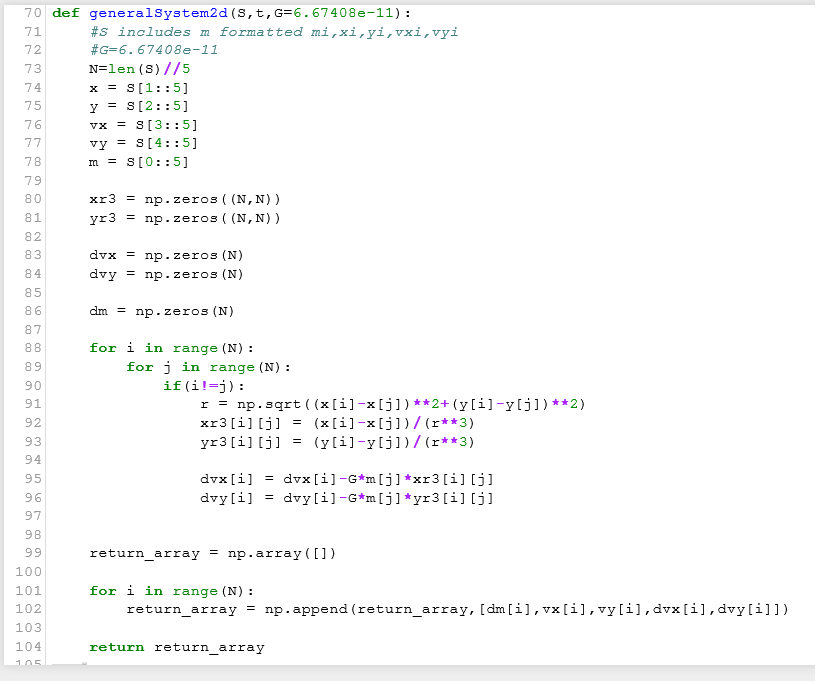 70 def generalSystem2d(S,t,G=6.67408e-11):
71     #S includes m formatted mi,xi,yi,vxi,vyi
72     #G=6.67408e-11
73     N=len(S)//5
74     x = S[1::5]
75     y = S[2::5]
76     vx = S[3::5]
77     vy = S[4::5]
78     m = S[0::5]
79
80     xr3 = np.zeros((N,N))
81     yr3 = np.zeros((N,N))
82
83     dvx = np.zeros(N)
84     dvy = np.zeros(N)
85
86     dm = np.zeros(N)
87
88     for i in range(N):
89         for j in range(N):
90             if(i!=j):
91                 r = np.sqrt((x[i]-x[j])**2+(y[i]-y[j])**2)
92                 xr3[i][j] = (x[i]-x[j])/(r**3)
93                 yr3[i][j] = (y[i]-y[j])/(r**3)
94
95                 dvx[i] = dvx[i]-G*m[j]*xr3[i][j]
96                 dvy[i] = dvy[i]-G*m[j]*yr3[i][j]
97
98
99     return_array = np.array([])
100
101     for i in range(N):
102         return_array = np.append(return_array,[dm[i],vx[i],vy[i],dvx[i],dvy[i]])
103
104     return return_array
105